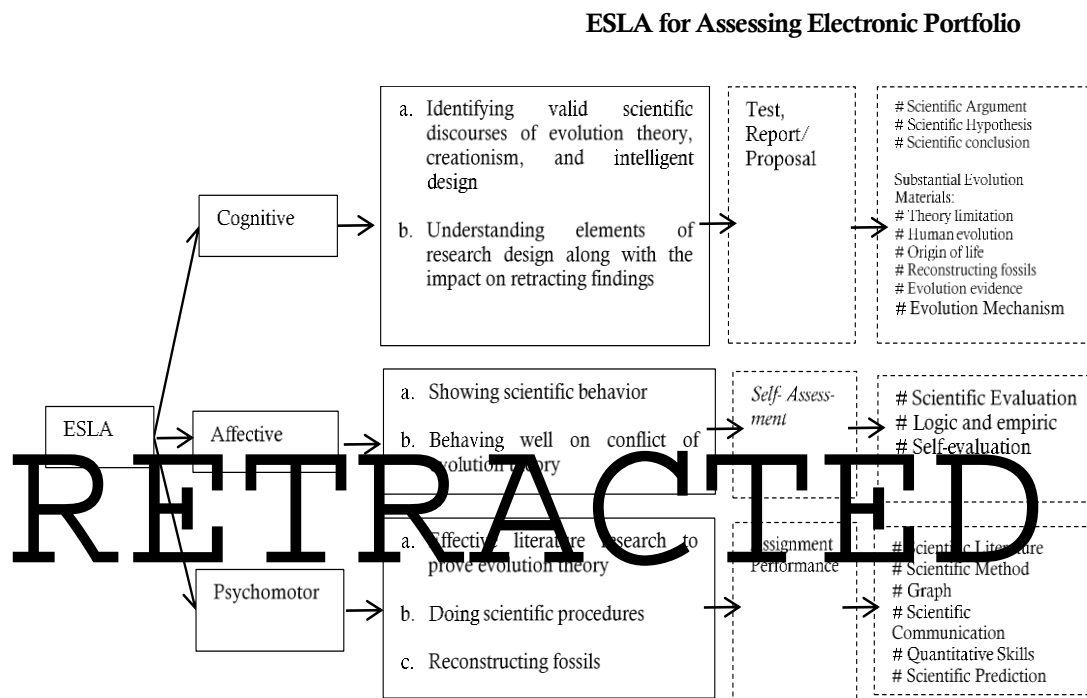 ESLA for Assessing Electronic Portfolio
ESLA
Cognitive
a. Identifying valid scientific
discourses of evolution theory,
creationism, and intelligent
design
b. Understanding elements of
research design along with the
impact on retracting findings
Test,
Report/
Proposal
# Scientific Argument
# Scientific Hypothesis
# Scientific conclusion
Substantial Evolution
Materials:
# Theory limitation
# Human evolution
# Origin of life
# Reconstructing fossils
# Evolution evidence
# Evolution Mechanism
Affective
a. Showing scientific behavior
b. Behaving well on conflict of
evolution theory
Self- Assess-
ment
# Scientific Evaluation
# Logic and empiric
# Self-evaluation
RETRACTED
Psychomotor
a. Effective literature research to
prove evolution theory
b. Doing scientific procedures
c. Reconstructing fossils
Assignment
Performance
# Scientific Literature
# Scientific Method
# Graph
# Scientific
Communication
# Quantitative Skills
# Scientific Prediction